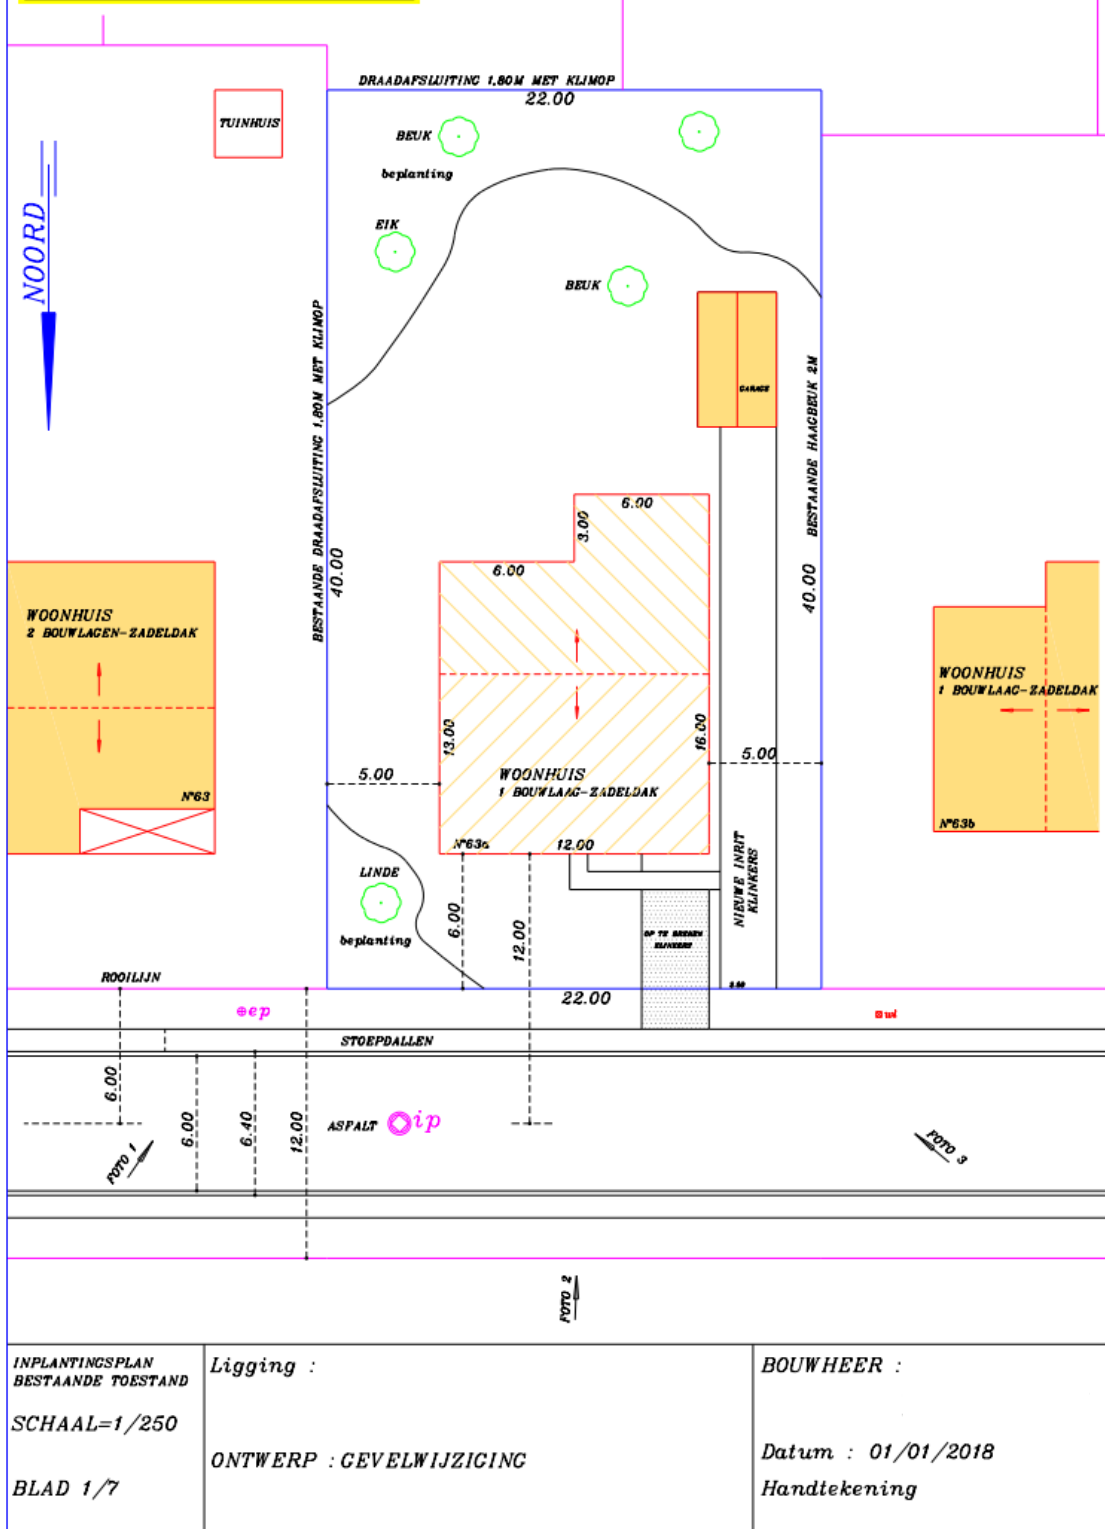 DRAADAFSLUITING 1,80M MET KLIMOP
22.00
TUINHUIS
BEUK
beplanting
NOORD
EIK
BEUK
BESTAANDE DRAADAFSLUITING 1,80M MET KLIMOP
40.00
GARAGE
BESTAANDE HAAGBEUK 2M
40.00
6.00
3.00
6.00
WOONHUIS
2 BOUWLAGEN-ZADELDAK
N°63
WOONHUIS
1 BOUWLAAG-ZADELDAK
N°63b
13.00
16.00
5.00
5.00
WOONHUIS
1 BOUWLAAG-ZADELDAK
N°63a
12.00
LINDE
beplanting
6.00
12.00
NIEUWE INRIT
KLINKERS
OP TE BREKEN
KLINKERS
ROOILIJN
22.00
ep
wi
STOEPDALLEN
6.00
6.00
6.40
12.00
ASFALT
ip
FOTO 1
FOTO 3
FOTO 2
INPLANTINGSPLAN
BESTAANDE TOESTAND
SCHAAL=1/250
BLAD 1/7
Ligging :
ONTWERP : GEVELWIJZIGING
BOUWHEER :
Datum : 01/01/2018
Handtekening